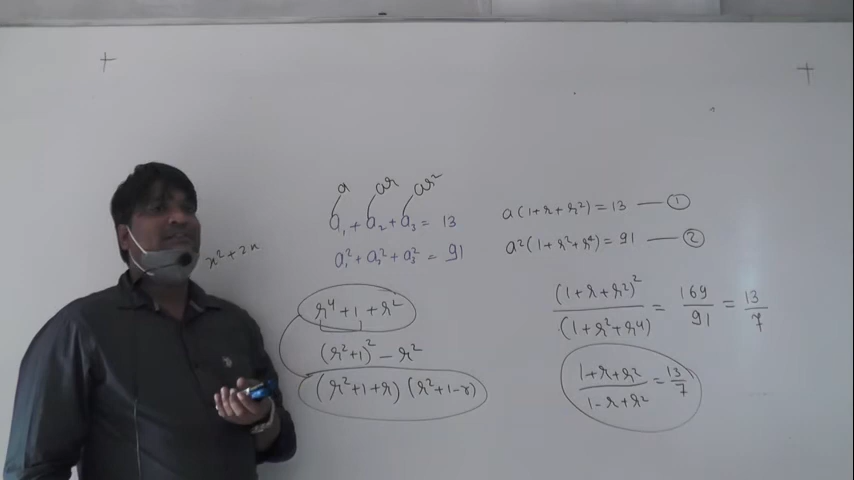 a ar ar²
a₁ + a₂ + a₃ = 13
a₁² + a₂² + a₃² = 91
x² + 2x
r⁴ + 1 + r²
(r² + 1)² − r²
(r² + 1 + r) (r² + 1 − r)
a (1 + r + r²) = 13 — ①
a² (1 + r² + r⁴) = 91 — ②
(1 + r + r²)² / (1 + r² + r⁴) = 169 / 91 = 13 / 7
1 + r + r² / 1 − r + r² = 13 / 7